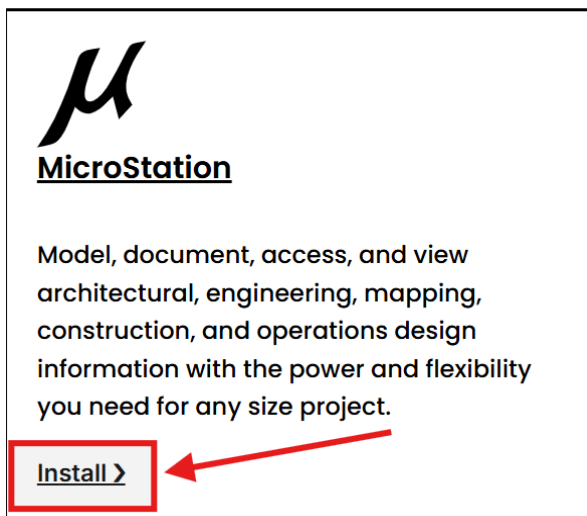 μ
MicroStation
Model, document, access, and view
architectural, engineering, mapping,
construction, and operations design
information with the power and flexibility
you need for any size project.
Install ❯